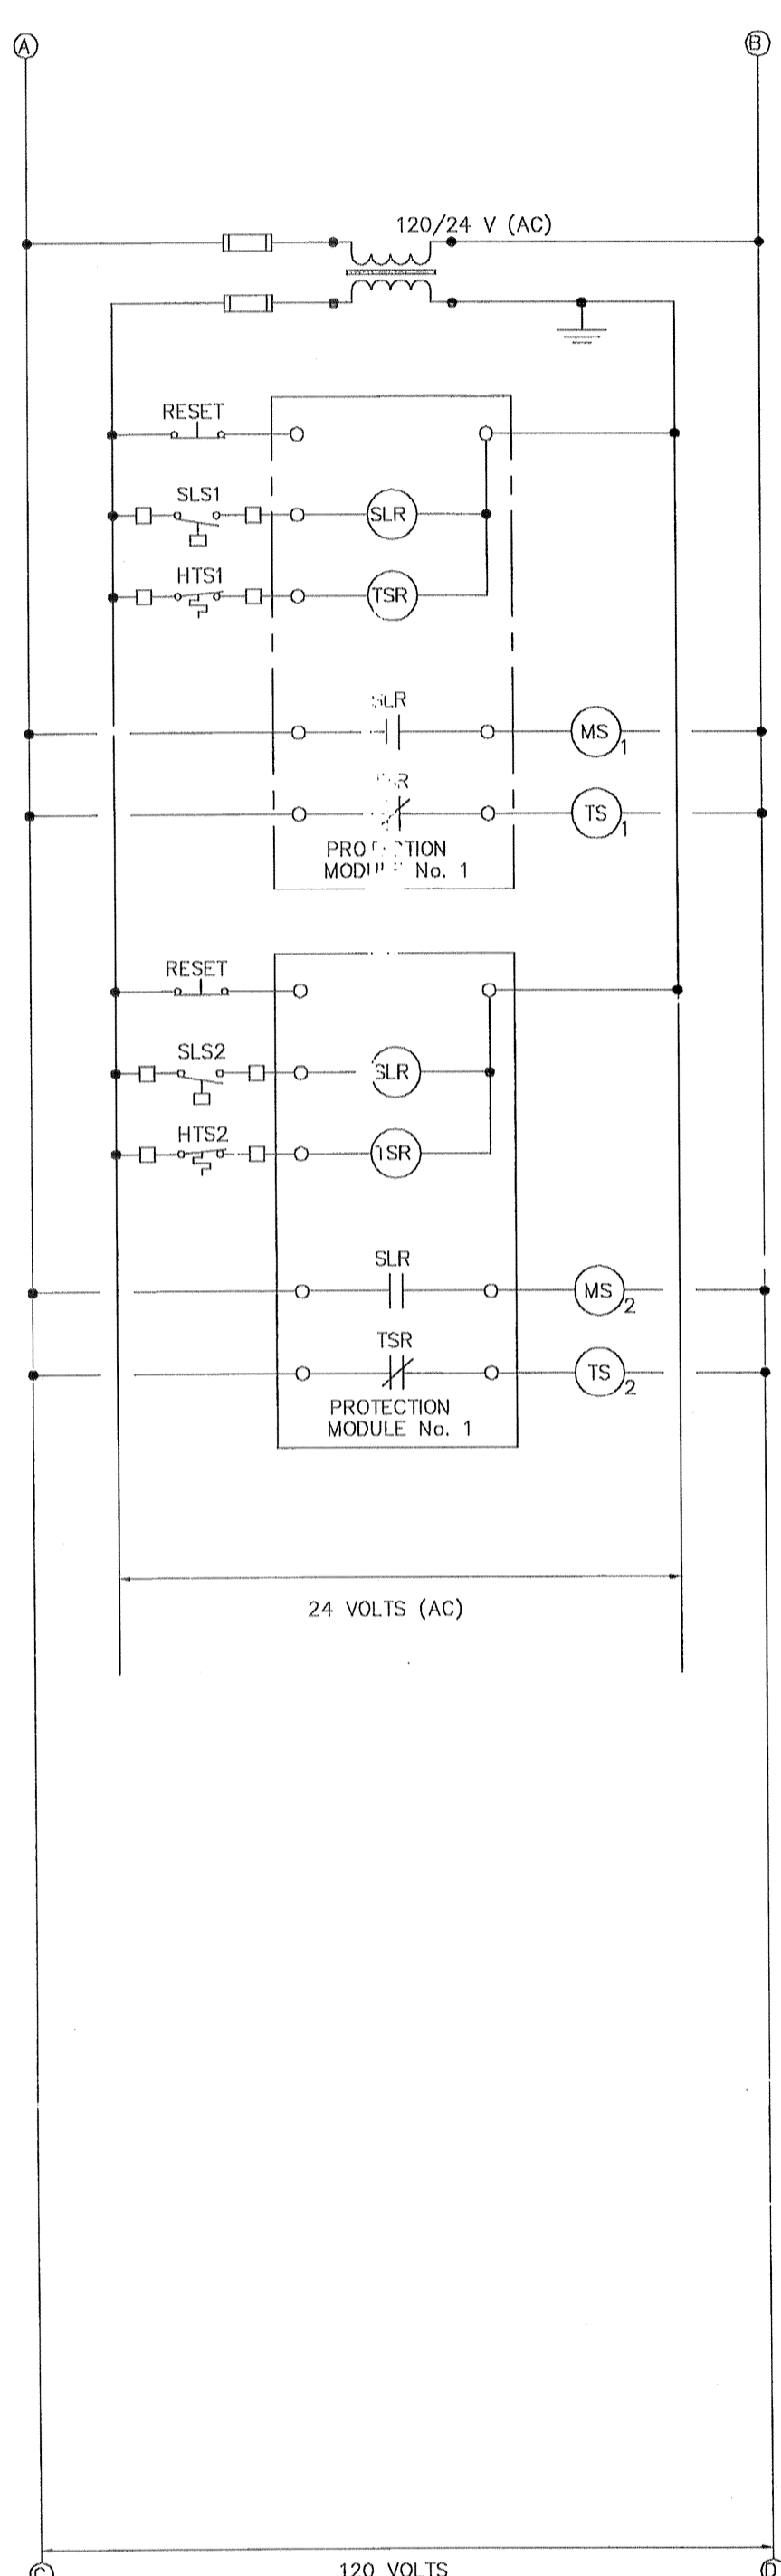 A B
120/24 V (AC)
RESET
SLS1
SLR
HTS1
TSR
SLR
MS
1
TS
1
MODULE No. 1
RESET
SLS2
SLR
HTS2
TSR
SLR
MS
2
TSR
TS
2
PROTECTION
MODULE No. 1
24 VOLTS (AC)
120 VOLTS
C D